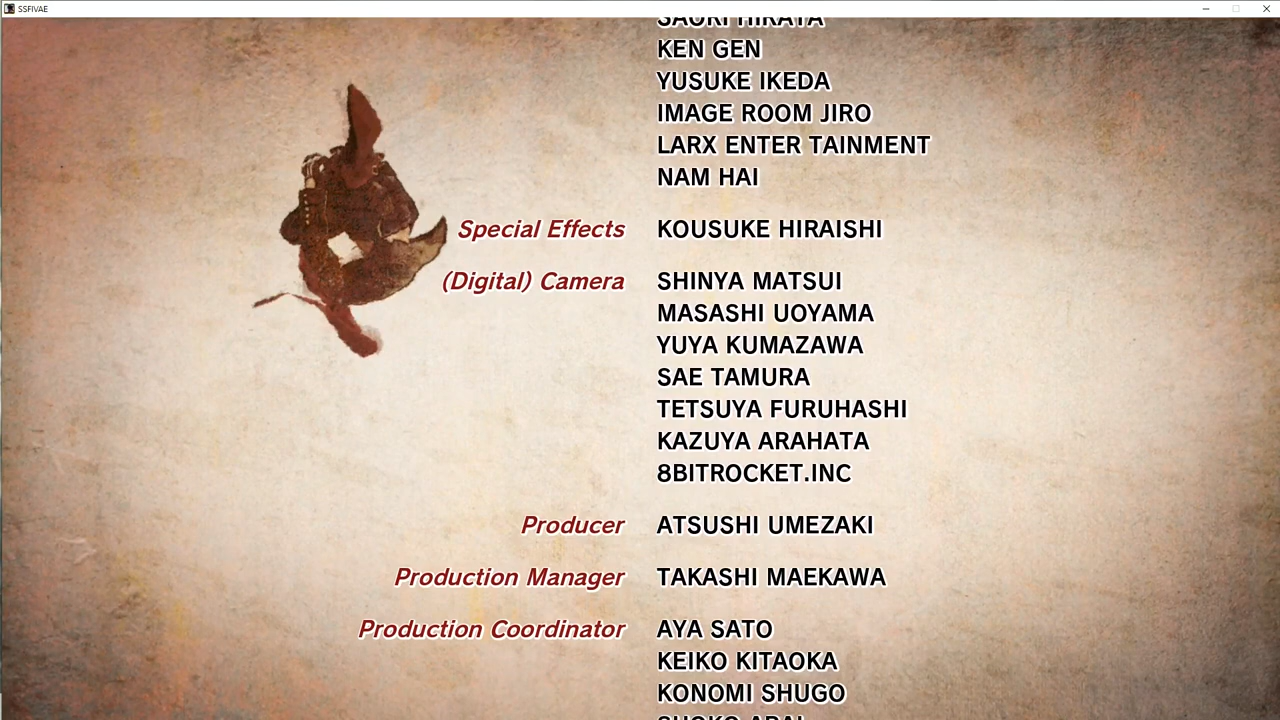 SSFIVAE
SAORI HIRATA
KEN GEN
YUSUKE IKEDA
IMAGE ROOM JIRO
LARX ENTER TAINMENT
NAM HAI
Special Effects KOUSUKE HIRAISHI
(Digital) Camera SHINYA MATSUI
MASASHI UOYAMA
YUYA KUMAZAWA
SAE TAMURA
TETSUYA FURUHASHI
KAZUYA ARAHATA
8BITROCKET.INC
Producer ATSUSHI UMEZAKI
Production Manager TAKASHI MAEKAWA
Production Coordinator AYA SATO
KEIKO KITAOKA
KONOMI SHUGO